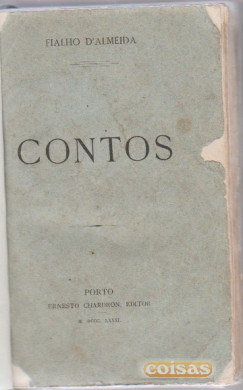 FIALHO D'ALMEIDA
CONTOS
PORTO
ERNESTO CHARDRON, EDITOR
M. DCCC. LXXXI
coisas